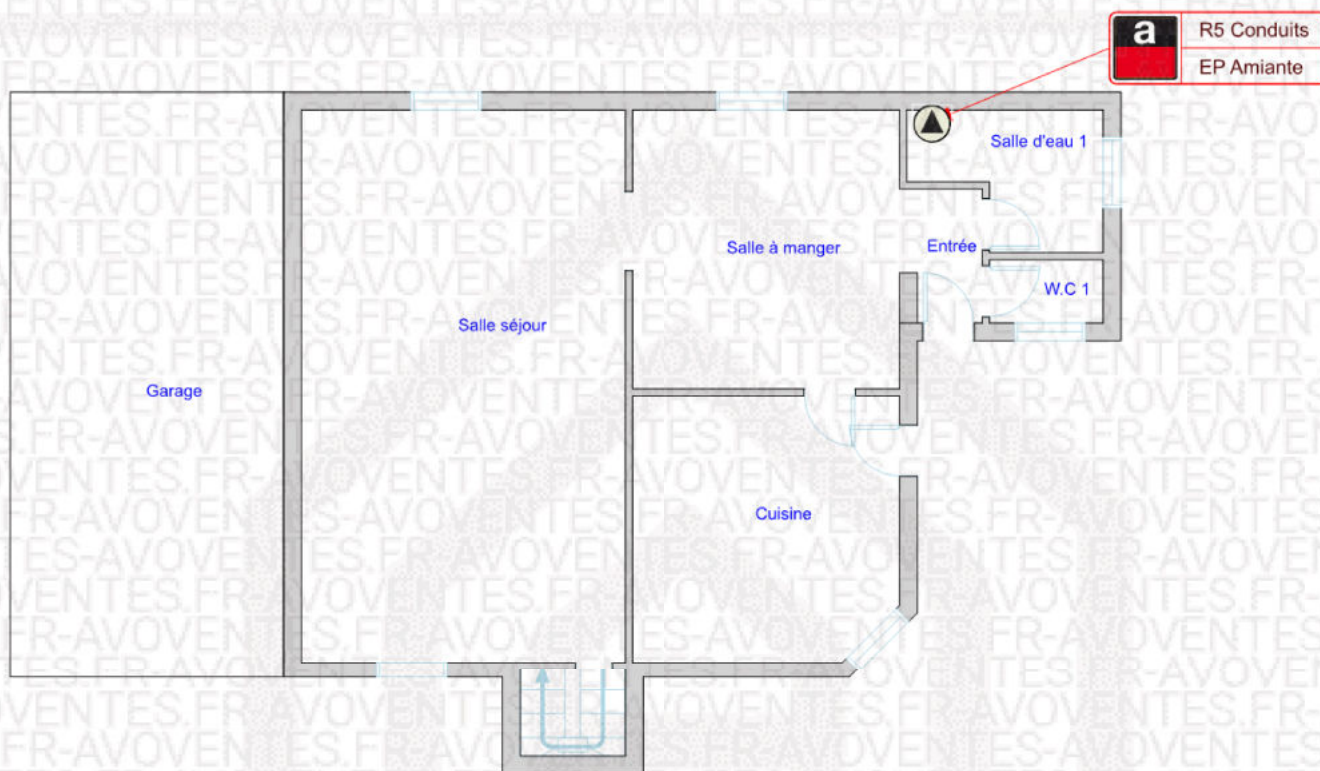 a
R5 Conduits
EP Amiante
Salle d'eau 1
Entrée
Salle à manger
W.C 1
Salle séjour
Garage
Cuisine